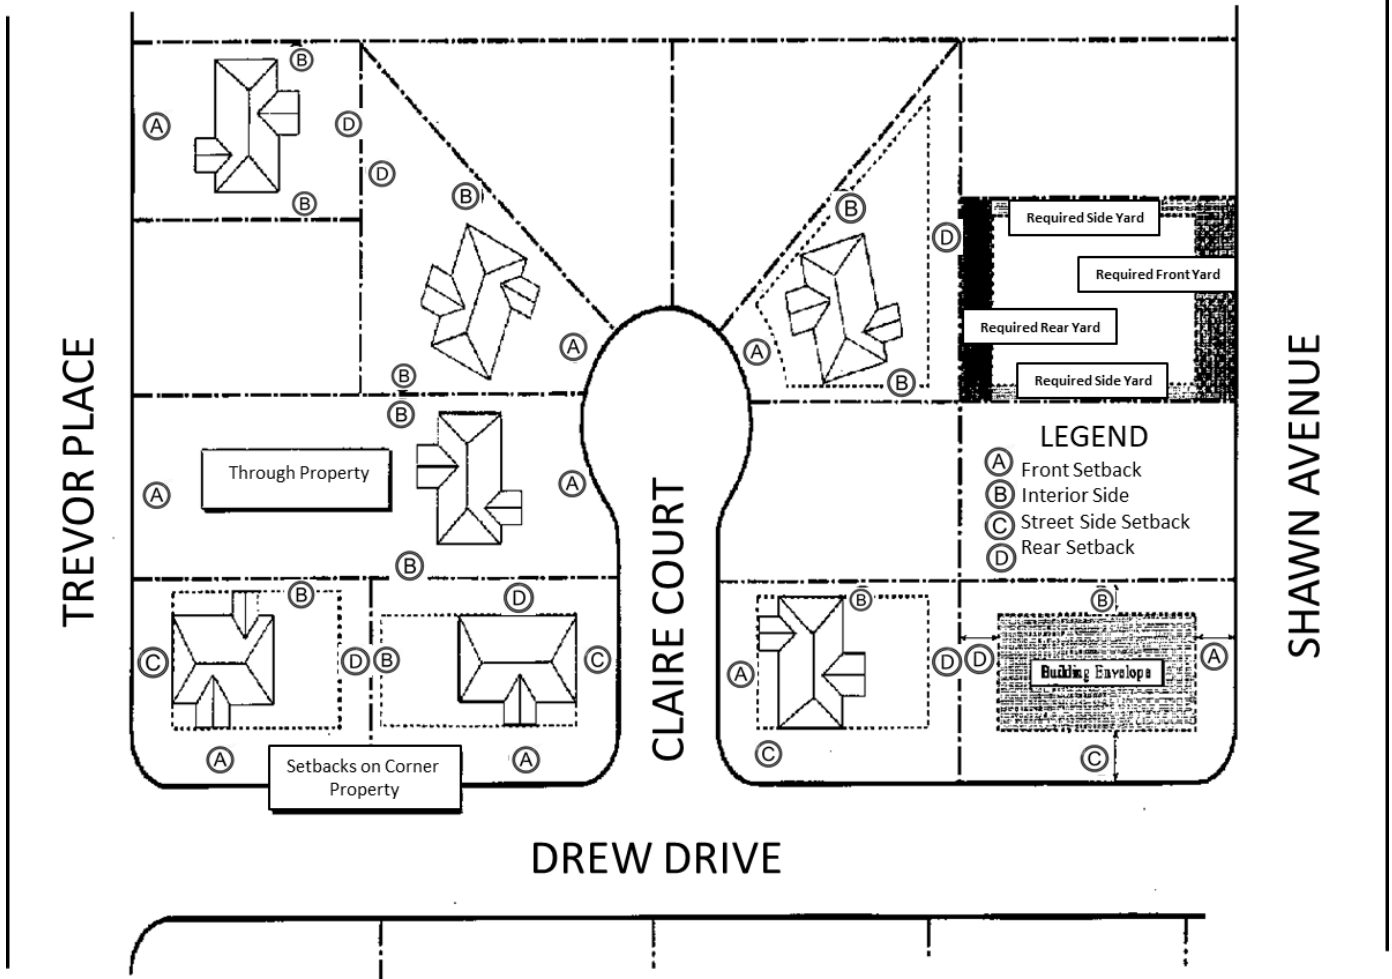 B
A
D
D
B
B
B
D
Required Side Yard
Required Front Yard
Required Rear Yard
Required Side Yard
A
A
B
B
B
TREVOR PLACE
Through Property
A
A
B
CLAIRE COURT
LEGEND
A Front Setback
B Interior Side
C Street Side Setback
D Rear Setback
SHAWN AVENUE
B
D
B
B
C
D
B
C
A
D
D
Building Envelope
A
A
A
C
C
Setbacks on Corner
Property
DREW DRIVE